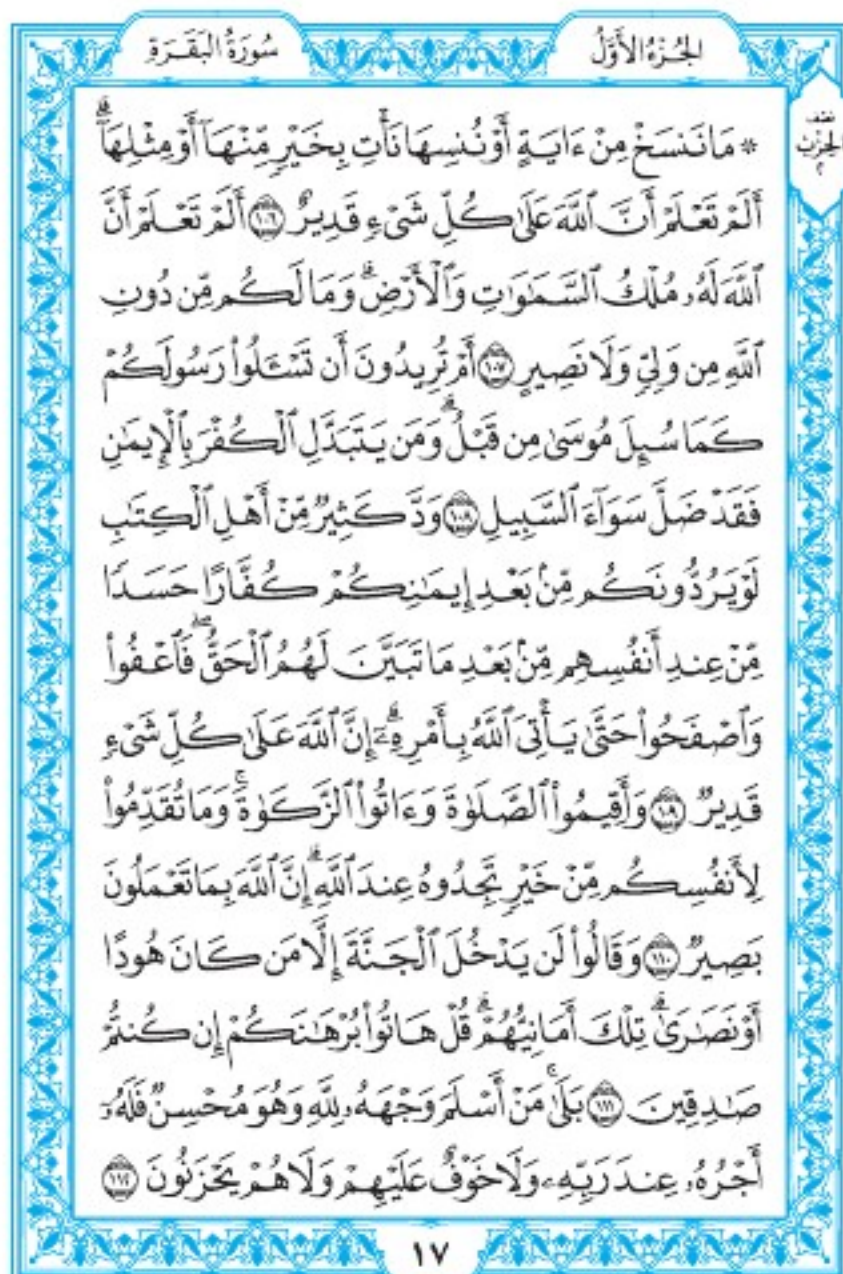 الجُزْءُ الأَوَّلُ
سُورَةُ البَقَرَةِ
نصف
الحِزْبِ
٢
* مَا نَنسَخْ مِنْ ءَايَةٍ أَوْ نُنسِهَا نَأْتِ بِخَيْرٍ مِّنْهَآ أَوْ مِثْلِهَآۗ
أَلَمْ تَعْلَمْ أَنَّ ٱللَّهَ عَلَىٰ كُلِّ شَىْءٍ قَدِيرٌ ١٠٦ أَلَمْ تَعْلَمْ أَنَّ
ٱللَّهَ لَهُۥ مُلْكُ ٱلسَّمَٰوَٰتِ وَٱلْأَرْضِۗ وَمَا لَكُم مِّن دُونِ
ٱللَّهِ مِن وَلِىٍّ وَلَا نَصِيرٍ ١٠٧ أَمْ تُرِيدُونَ أَن تَسْـَٔلُوا۟ رَسُولَكُمْ
كَمَا سُئِلَ مُوسَىٰ مِن قَبْلُۗ وَمَن يَتَبَدَّلِ ٱلْكُفْرَ بِٱلْإِيمَٰنِ
فَقَدْ ضَلَّ سَوَآءَ ٱلسَّبِيلِ ١٠٨ وَدَّ كَثِيرٌ مِّنْ أَهْلِ ٱلْكِتَٰبِ
لَوْ يَرُدُّونَكُم مِّنۢ بَعْدِ إِيمَٰنِكُمْ كُفَّارًا حَسَدًا
مِّنْ عِندِ أَنفُسِهِم مِّنۢ بَعْدِ مَا تَبَيَّنَ لَهُمُ ٱلْحَقُّۖ فَٱعْفُوا۟
وَٱصْفَحُوا۟ حَتَّىٰ يَأْتِىَ ٱللَّهُ بِأَمْرِهِۦٓۗ إِنَّ ٱللَّهَ عَلَىٰ كُلِّ شَىْءٍ
قَدِيرٌ ١٠٩ وَأَقِيمُوا۟ ٱلصَّلَوٰةَ وَءَاتُوا۟ ٱلزَّكَوٰةَۚ وَمَا تُقَدِّمُوا۟
لِأَنفُسِكُم مِّنْ خَيْرٍ تَجِدُوهُ عِندَ ٱللَّهِۗ إِنَّ ٱللَّهَ بِمَا تَعْمَلُونَ
بَصِيرٌ ١١٠ وَقَالُوا۟ لَن يَدْخُلَ ٱلْجَنَّةَ إِلَّا مَن كَانَ هُودًا
أَوْ نَصَٰرَىٰۗ تِلْكَ أَمَانِيُّهُمْۗ قُلْ هَاتُوا۟ بُرْهَٰنَكُمْ إِن كُنتُمْ
صَٰدِقِينَ ١١١ بَلَىٰۚ مَنْ أَسْلَمَ وَجْهَهُۥ لِلَّهِ وَهُوَ مُحْسِنٌ فَلَهُۥٓ
أَجْرُهُۥ عِندَ رَبِّهِۦ وَلَا خَوْفٌ عَلَيْهِمْ وَلَا هُمْ يَحْزَنُونَ ١١٢
١٧